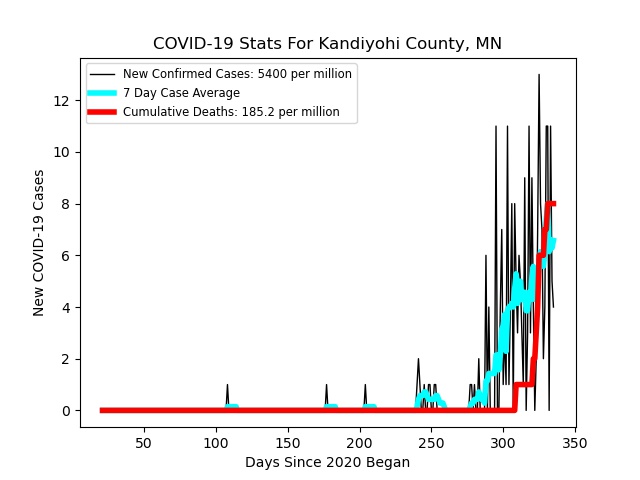 COVID-19 Stats For Kandiyohi County, MN
New Confirmed Cases: 5400 per million
7 Day Case Average
Cumulative Deaths: 185.2 per million
New COVID-19 Cases
12
10
8
6
4
2
0
50 100 150 200 250 300 350
Days Since 2020 Began